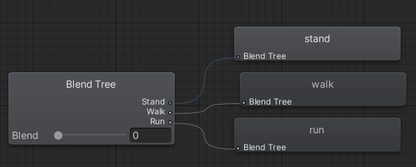 Blend Tree
Stand
Walk
Run
Blend 0
stand
Blend Tree
walk
Blend Tree
run
Blend Tree